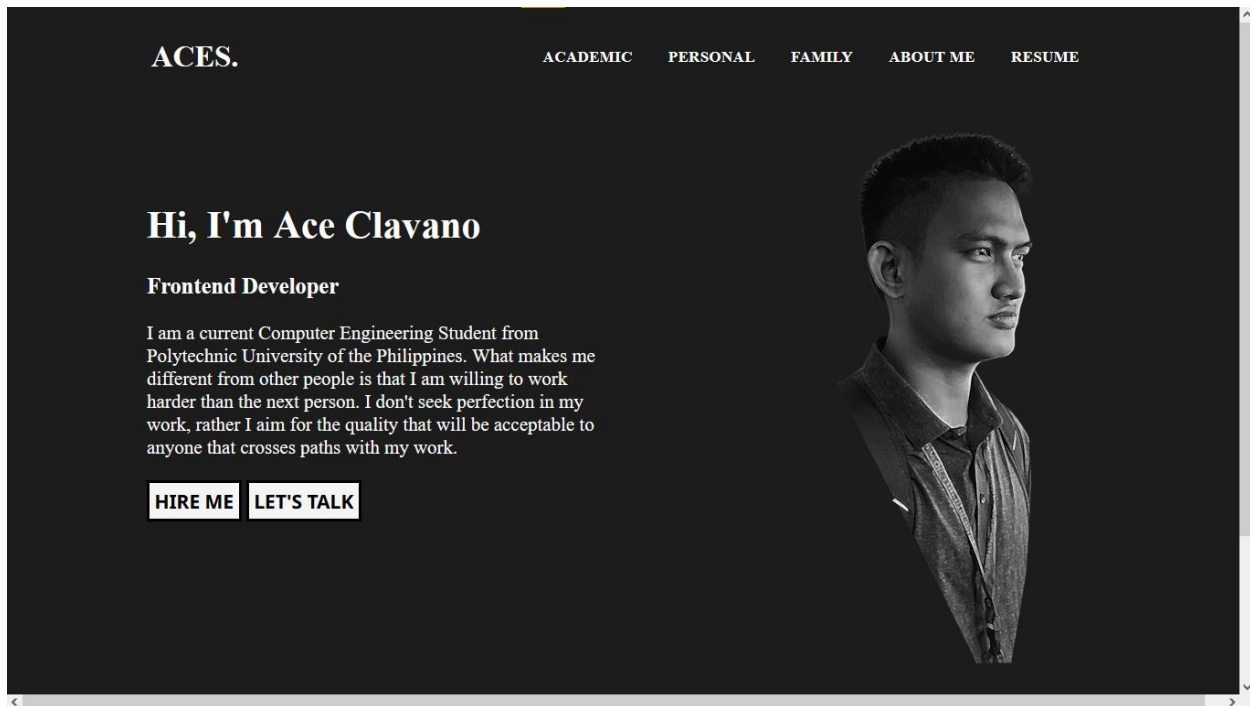 ACES.
ACADEMIC PERSONAL FAMILY ABOUT ME RESUME
Hi, I'm Ace Clavano
Frontend Developer
I am a current Computer Engineering Student from
Polytechnic University of the Philippines. What makes me
different from other people is that I am willing to work
harder than the next person. I don't seek perfection in my
work, rather I aim for the quality that will be acceptable to
anyone that crosses paths with my work.
HIRE ME LET'S TALK